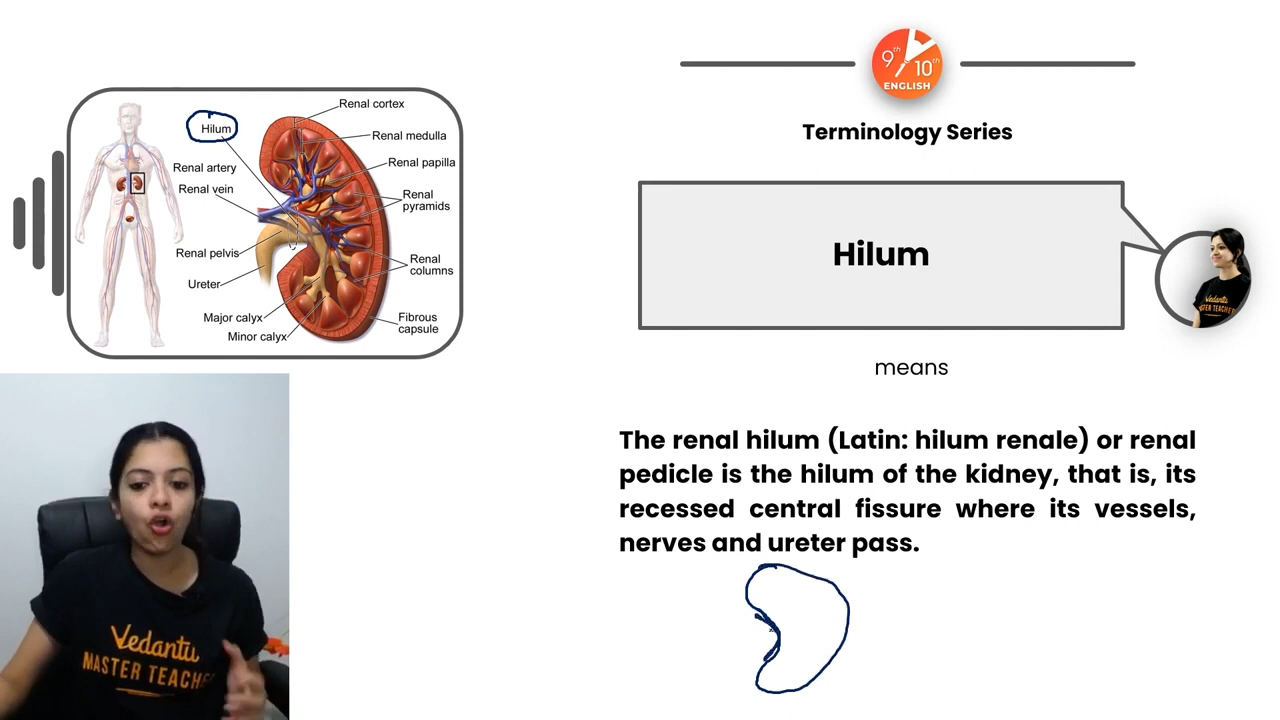 Renal cortex
Hilum
Renal medulla
Renal artery
Renal papilla
Renal vein
Renal
pyramids
Renal pelvis
Renal
columns
Ureter
Major calyx
Fibrous
capsule
Minor calyx
9th
10th
ENGLISH
Terminology Series
Hilum
Vedantu
MASTER TEACHER
means
The renal hilum (Latin: hilum renale) or renal
pedicle is the hilum of the kidney, that is, its
recessed central fissure where its vessels,
nerves and ureter pass.
Vedantu
MASTER TEACHE